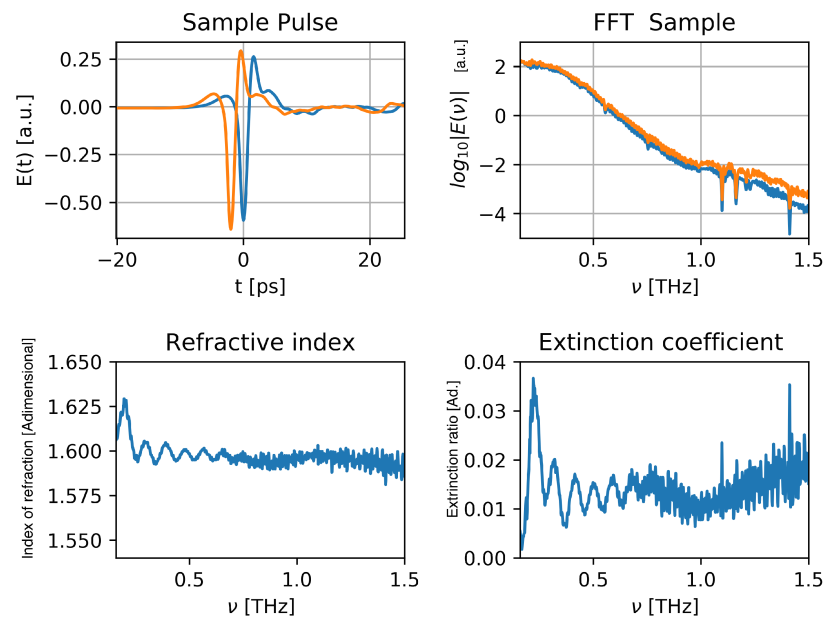 Sample Pulse
0.25
0.00
−0.25
−0.50
E(t) [a.u.]
−20
0
20
t [ps]
FFT  Sample
2
0
−2
−4
log₁₀|E(ν)| [a.u.]
0.5
1.0
1.5
ν [THz]
Refractive index
1.650
1.625
1.600
1.575
1.550
Index of refraction [Adimensional]
0.5
1.0
1.5
ν [THz]
Extinction coefficient
0.04
0.03
0.02
0.01
0.00
Extrinction ratio [Ad.]
0.5
1.0
1.5
ν [THz]